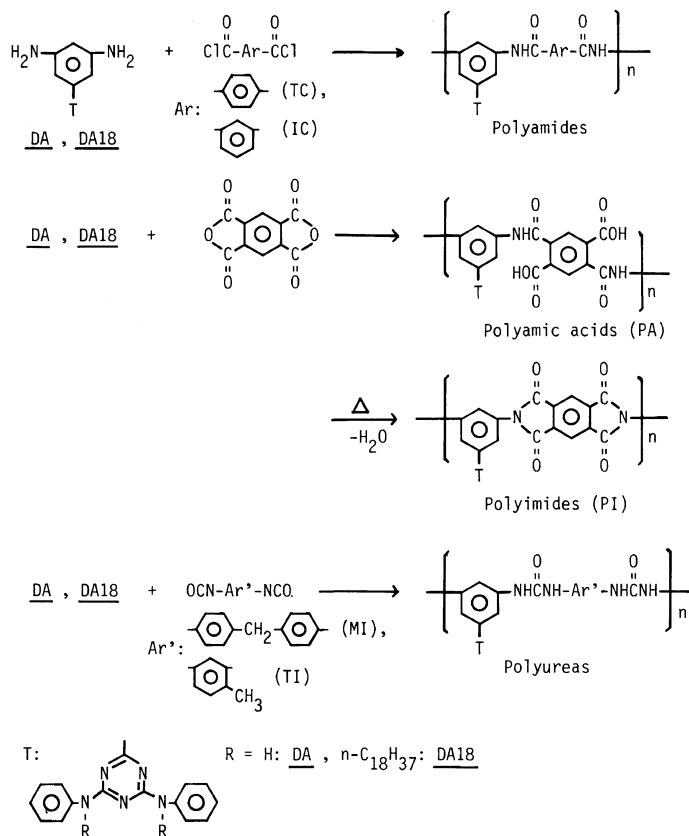 H2N NH2 + ClC-Ar-CCl NHC-Ar-CNH n
O O O O
T Ar: (TC), T
(IC) Polyamides
DA , DA18
O O O O
DA , DA18 + O O NHC COH
HOC CNH n
O O T O O
Polyamic acids (PA)
O O
Δ N N n
-H2O
T O O
Polyimides (PI)
O O
DA , DA18 + OCN-Ar'-NCO. NHCNH-Ar'-NHCNH n
Ar': CH2 (MI), T
(TI) Polyureas
CH3
T: R = H: DA , n-C18H37: DA18
N N
N N N
R R